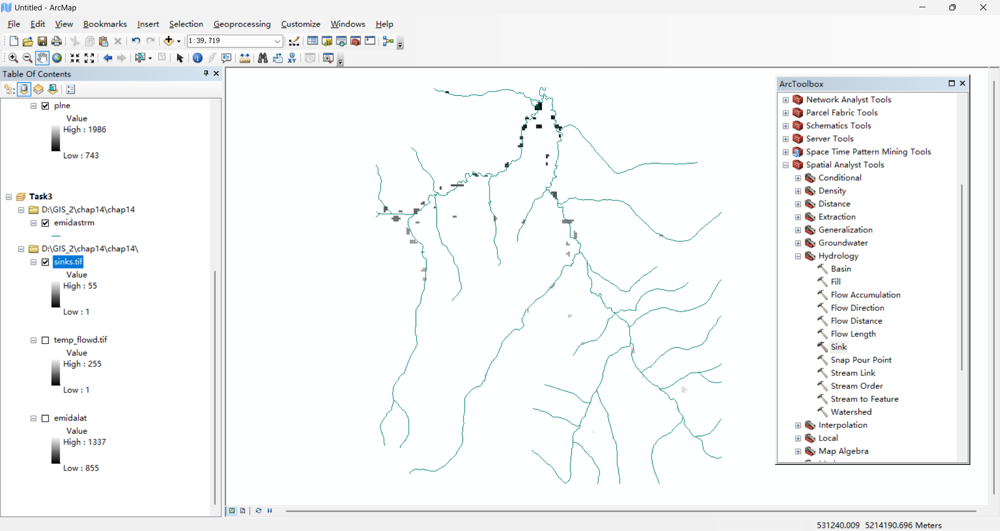 Untitled - ArcMap
File Edit View Bookmarks Insert Selection Geoprocessing Customize Windows Help
1:39,719
Table Of Contents
plne
Value
High : 1986
Low : 743
Task3
D:\GIS_2\chap14\chap14
emidastrm
D:\GIS_2\chap14\chap14\
sinks.tif
Value
High : 55
Low : 1
temp_flowd.tif
Value
High : 255
Low : 1
emidalat
Value
High : 1337
Low : 855
ArcToolbox
Network Analyst Tools
Parcel Fabric Tools
Schematics Tools
Server Tools
Space Time Pattern Mining Tools
Spatial Analyst Tools
Conditional
Density
Distance
Extraction
Generalization
Groundwater
Hydrology
Basin
Fill
Flow Accumulation
Flow Direction
Flow Distance
Flow Length
Sink
Snap Pour Point
Stream Link
Stream Order
Stream to Feature
Watershed
Interpolation
Local
Map Algebra
531240.009 5214190.696 Meters